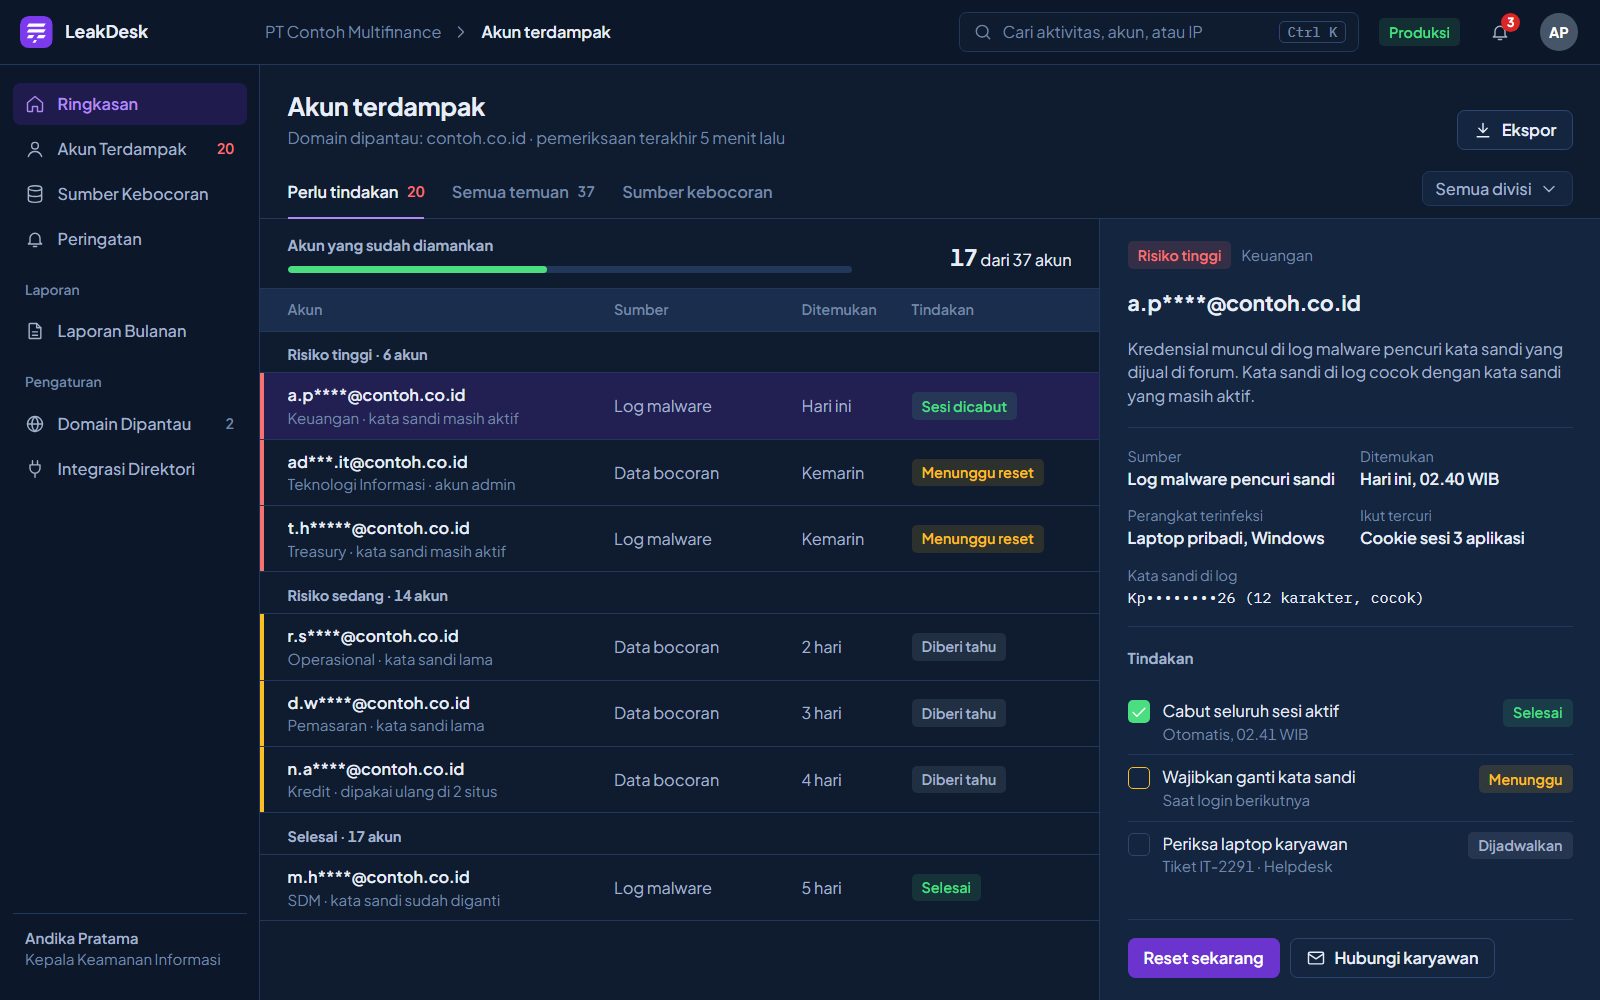 LeakDesk
PT Contoh Multifinance > Akun terdampak
Cari aktivitas, akun, atau IP
Ctrl K
Produksi
3
AP
Ringkasan
Akun Terdampak 20
Sumber Kebocoran
Peringatan
Laporan
Laporan Bulanan
Pengaturan
Domain Dipantau 2
Integrasi Direktori
Andika Pratama
Kepala Keamanan Informasi
Akun terdampak
Domain dipantau: contoh.co.id · pemeriksaan terakhir 5 menit lalu
Ekspor
Perlu tindakan 20
Semua temuan 37
Sumber kebocoran
Semua divisi
Akun yang sudah diamankan
17 dari 37 akun
Akun Sumber Ditemukan Tindakan
Risiko tinggi · 6 akun
a.p****@contoh.co.id
Keuangan · kata sandi masih aktif
Log malware
Hari ini
Sesi dicabut
ad***.it@contoh.co.id
Teknologi Informasi · akun admin
Data bocoran
Kemarin
Menunggu reset
t.h*****@contoh.co.id
Treasury · kata sandi masih aktif
Log malware
Kemarin
Menunggu reset
Risiko sedang · 14 akun
r.s****@contoh.co.id
Operasional · kata sandi lama
Data bocoran
2 hari
Diberi tahu
d.w****@contoh.co.id
Pemasaran · kata sandi lama
Data bocoran
3 hari
Diberi tahu
n.a****@contoh.co.id
Kredit · dipakai ulang di 2 situs
Data bocoran
4 hari
Diberi tahu
Selesai · 17 akun
m.h****@contoh.co.id
SDM · kata sandi sudah diganti
Log malware
5 hari
Selesai
Risiko tinggi Keuangan
a.p****@contoh.co.id
Kredensial muncul di log malware pencuri kata sandi yang
dijual di forum. Kata sandi di log cocok dengan kata sandi
yang masih aktif.
Sumber
Log malware pencuri sandi
Ditemukan
Hari ini, 02.40 WIB
Perangkat terinfeksi
Laptop pribadi, Windows
Ikut tercuri
Cookie sesi 3 aplikasi
Kata sandi di log
Kp••••••••26 (12 karakter, cocok)
Tindakan
Cabut seluruh sesi aktif
Otomatis, 02.41 WIB
Selesai
Wajibkan ganti kata sandi
Saat login berikutnya
Menunggu
Periksa laptop karyawan
Tiket IT-2291 · Helpdesk
Dijadwalkan
Reset sekarang
Hubungi karyawan